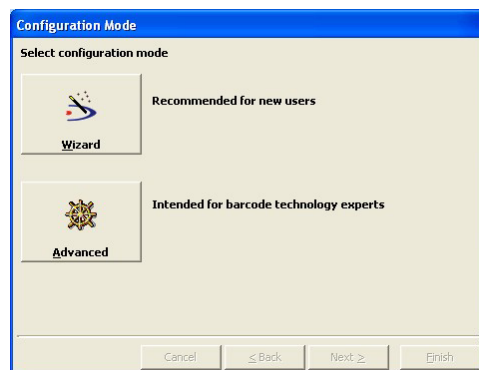 Configuration Mode
Select configuration mode
Recommended for new users
Wizard
Intended for barcode technology experts
Advanced
Cancel
< Back
Next >
Finish